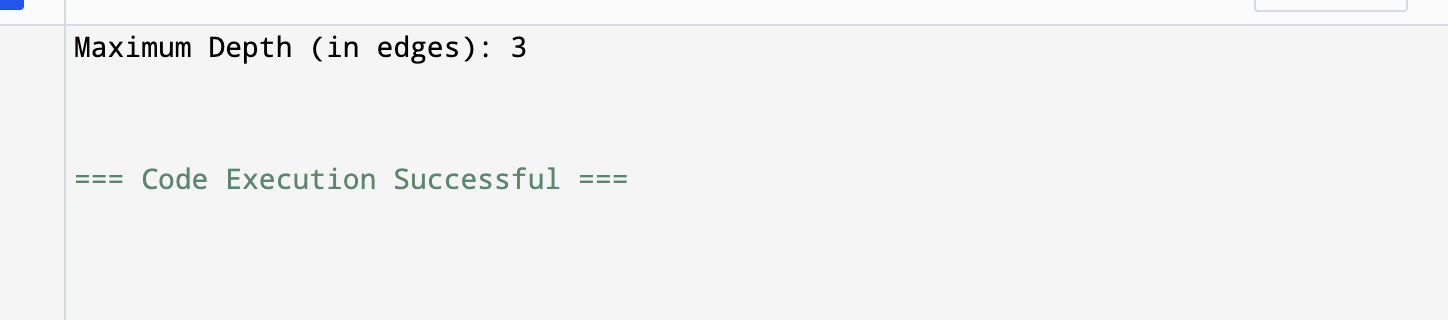 Maximum Depth (in edges): 3
=== Code Execution Successful ===